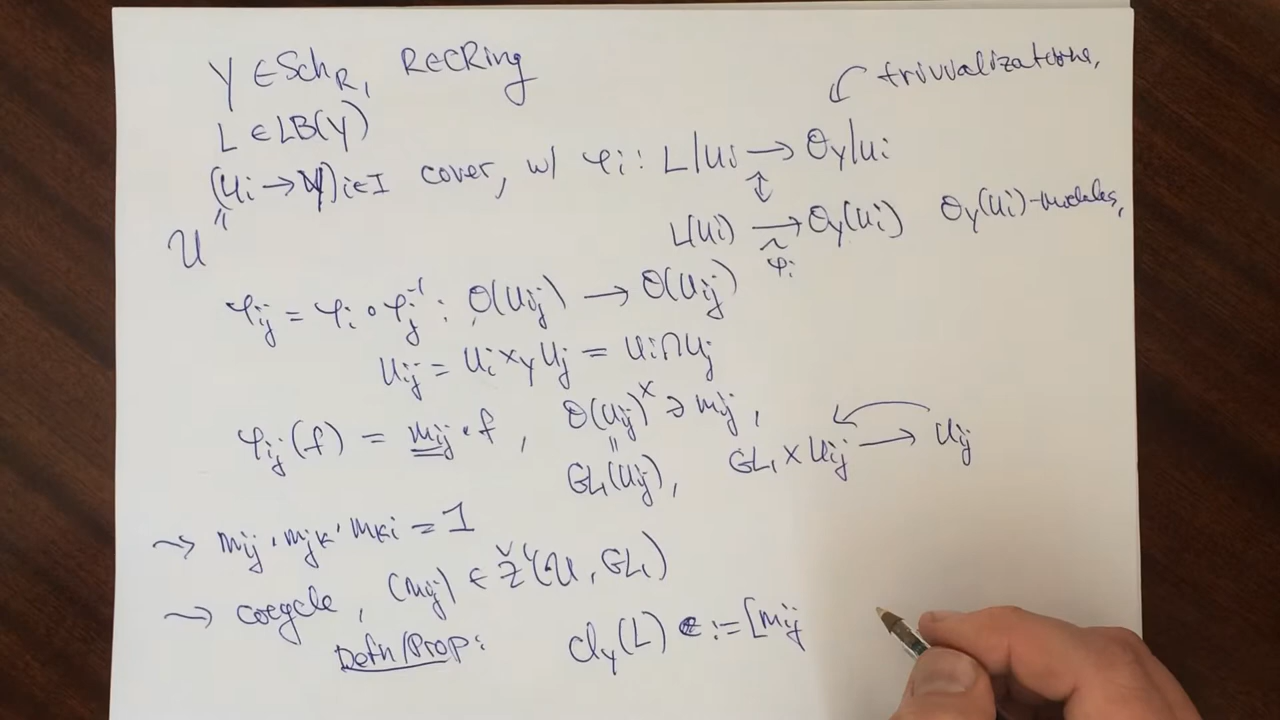 Y ∈ Sch_R, R ∈ CRing
L ∈ LB(Y)
trivializations,
(U_i → Y)_{i∈I} cover, w/ φ_i : L|U_i → O_Y|U_i
U
L(U_i) → O_Y(U_i) O_Y(U_i)-modules,
φ_i
φ_ij = φ_i ∘ φ_j^{-1} : O(U_ij) → O(U_ij)
U_ij = U_i ×_Y U_j = U_i ∩ U_j
φ_ij(f) = m_ij · f , O(U_ij)^× ∋ m_ij ,
GL_1(U_ij), GL_1 × U_ij → U_ij
⇝ m_ij · m_jk · m_ki = 1
⇝ cocycle, (m_ij) ∈ Ž^1(U, GL_1)
Defn/Prop: cl_Y(L) := [m_ij